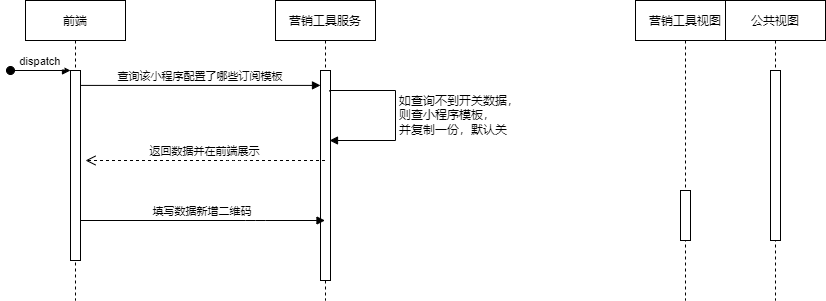 前端
营销工具服务
营销工具视图
公共视图
dispatch
查询该小程序配置了哪些订阅模板
如查询不到开关数据，
则查小程序模板，
并复制一份，默认关
返回数据并在前端展示
填写数据新增二维码